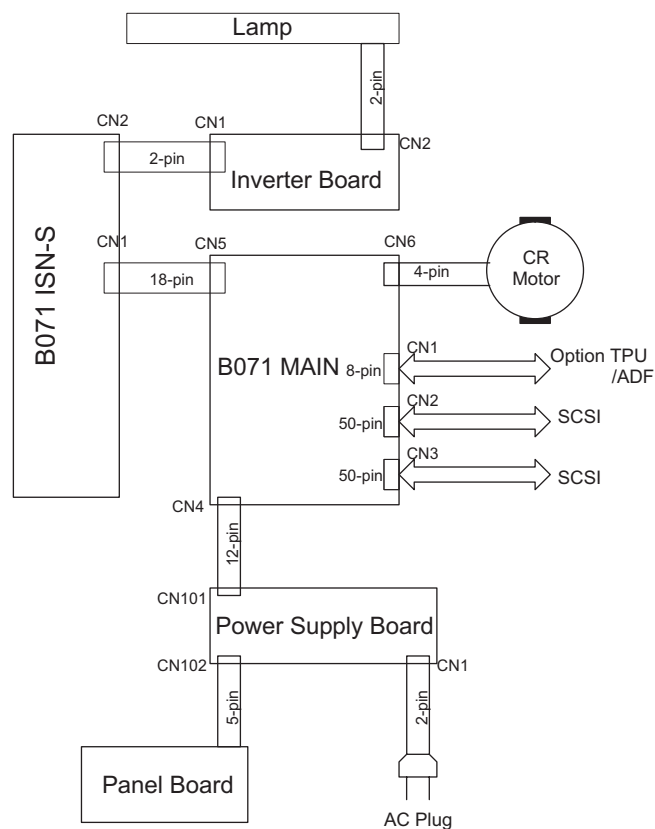 Lamp
2-pin
CN2
CN1
CN2
2-pin
Inverter Board
B071 ISN-S
CN1
CN5
CN6
18-pin
4-pin
CR
Motor
B071 MAIN
8-pin
CN1
Option TPU
/ADF
50-pin
CN2
SCSI
50-pin
CN3
SCSI
CN4
12-pin
CN101
Power Supply Board
CN102
CN1
5-pin
2-pin
Panel Board
AC Plug